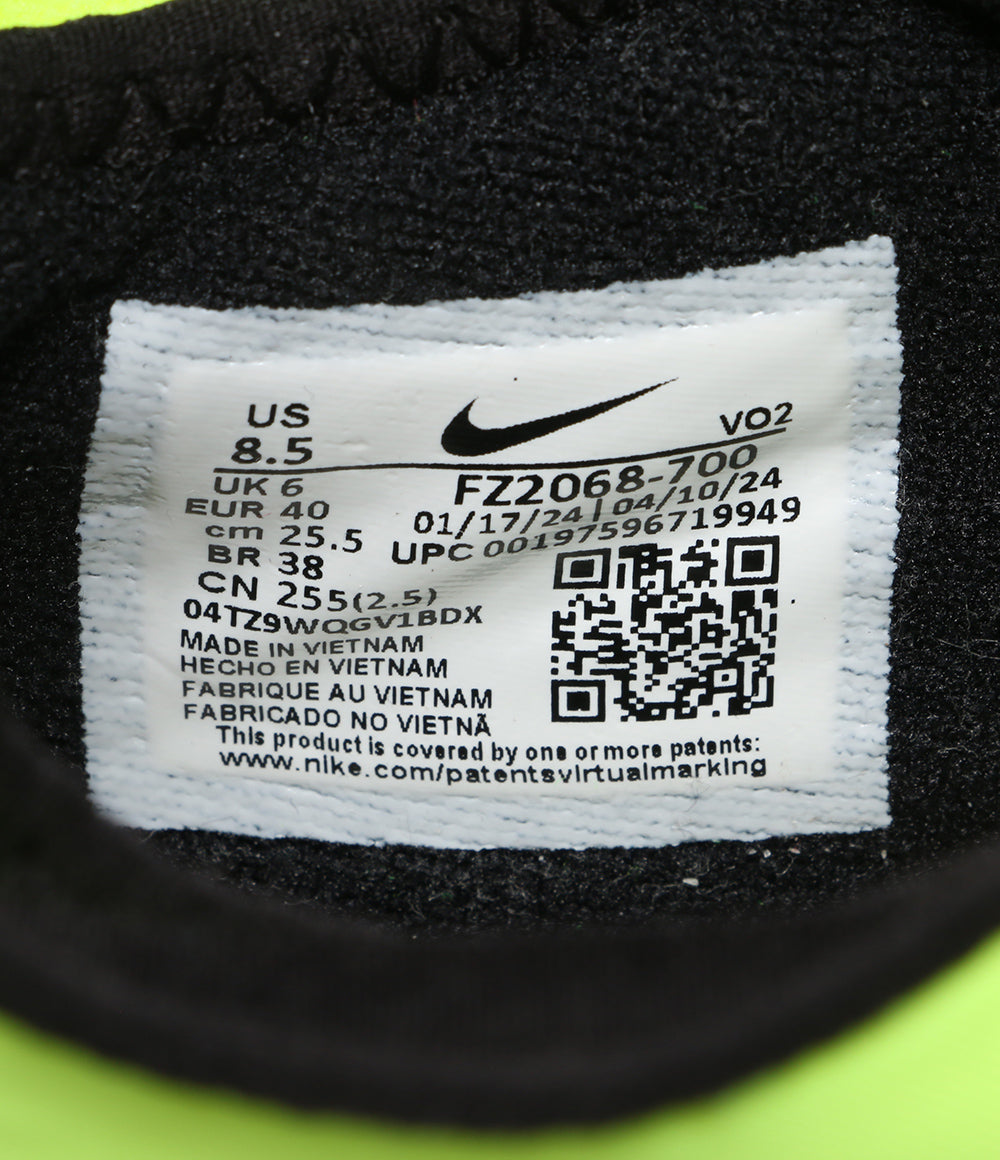 US
8.5
VO2
UK 6
FZ2068-700
EUR 40
01/17/24 | 04/10/24
cm 25.5
UPC 00197596719949
BR 38
CN 255(2.5)
04TZ9WQGV1BDX
MADE IN VIETNAM
HECHO EN VIETNAM
FABRIQUE AU VIETNAM
FABRICADO NO VIETNÃ
This product is covered by one or more patents:
www.nike.com/patentsvirtualmarking